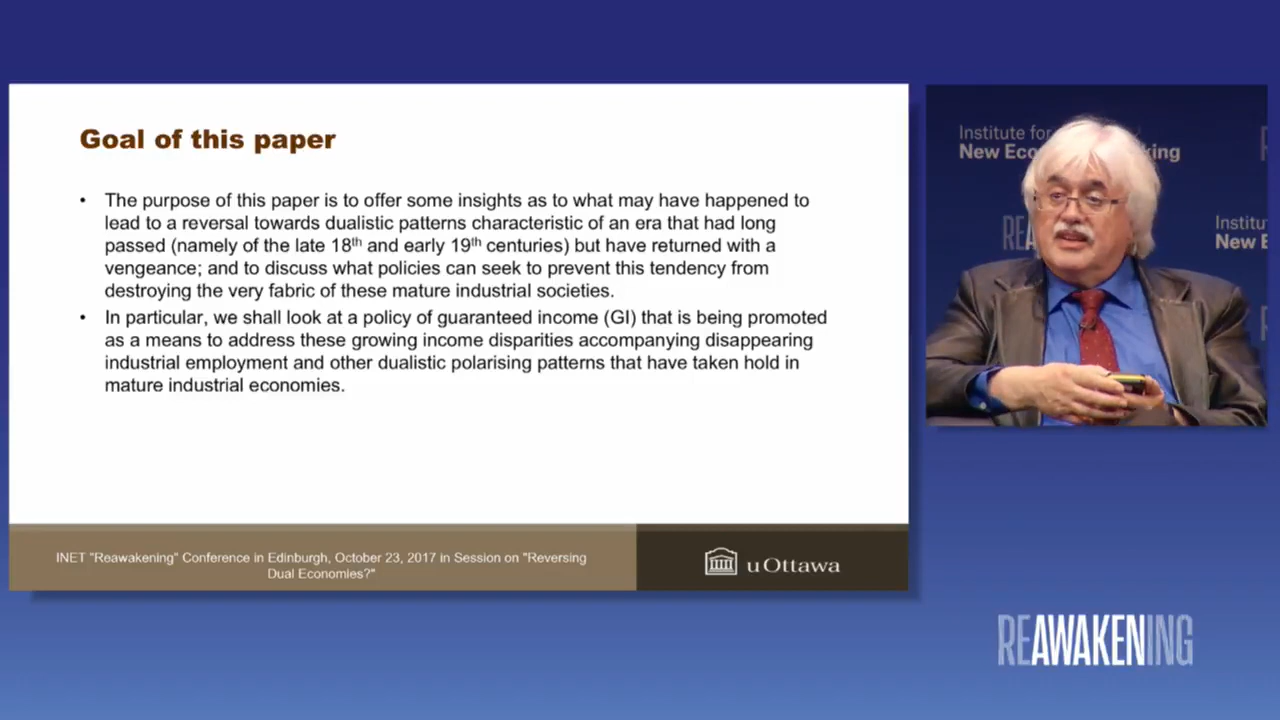 Goal of this paper
• The purpose of this paper is to offer some insights as to what may have happened to
lead to a reversal towards dualistic patterns characteristic of an era that had long
passed (namely of the late 18th and early 19th centuries) but have returned with a
vengeance; and to discuss what policies can seek to prevent this tendency from
destroying the very fabric of these mature industrial societies.
• In particular, we shall look at a policy of guaranteed income (GI) that is being promoted
as a means to address these growing income disparities accompanying disappearing
industrial employment and other dualistic polarising patterns that have taken hold in
mature industrial economies.
INET "Reawakening" Conference in Edinburgh, October 23, 2017 in Session on "Reversing
Dual Economies?"
uOttawa
Institute for
New Eco king
REA
Institu
New E
REAWAKENING